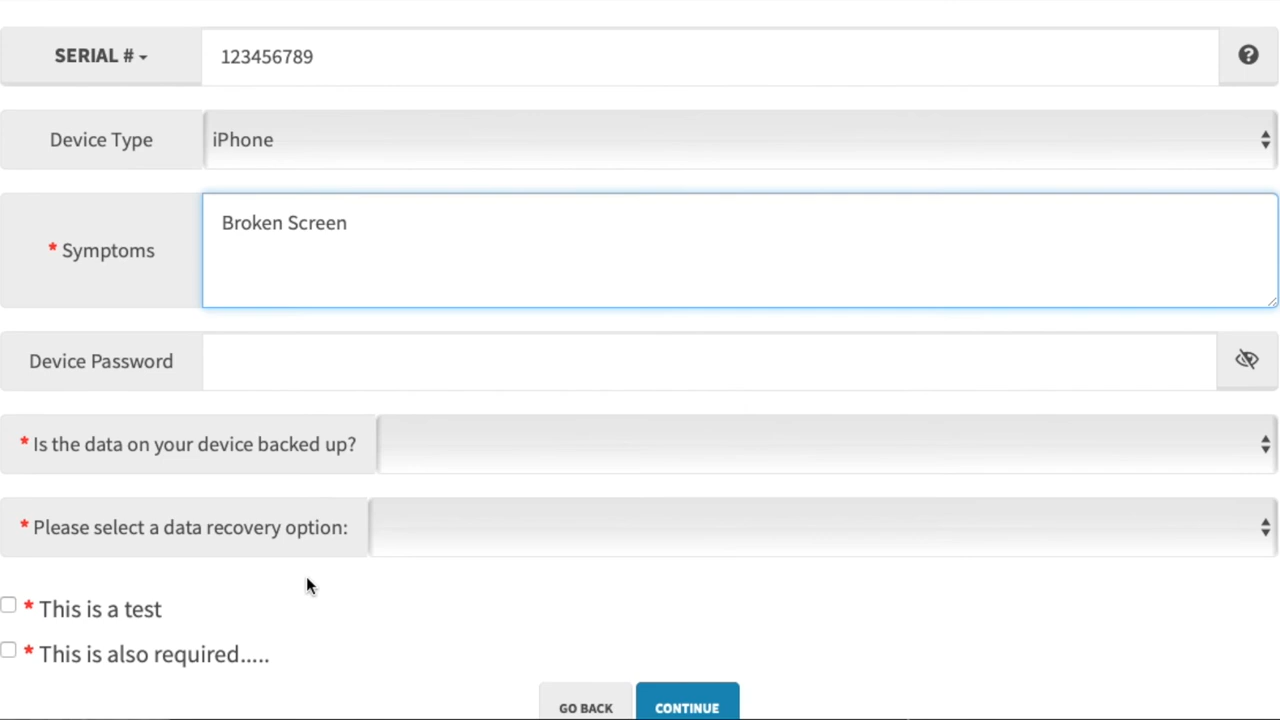 SERIAL #
123456789
Device Type
iPhone
* Symptoms
Broken Screen
Device Password
* Is the data on your device backed up?
* Please select a data recovery option:
* This is a test
* This is also required.....
GO BACK
CONTINUE